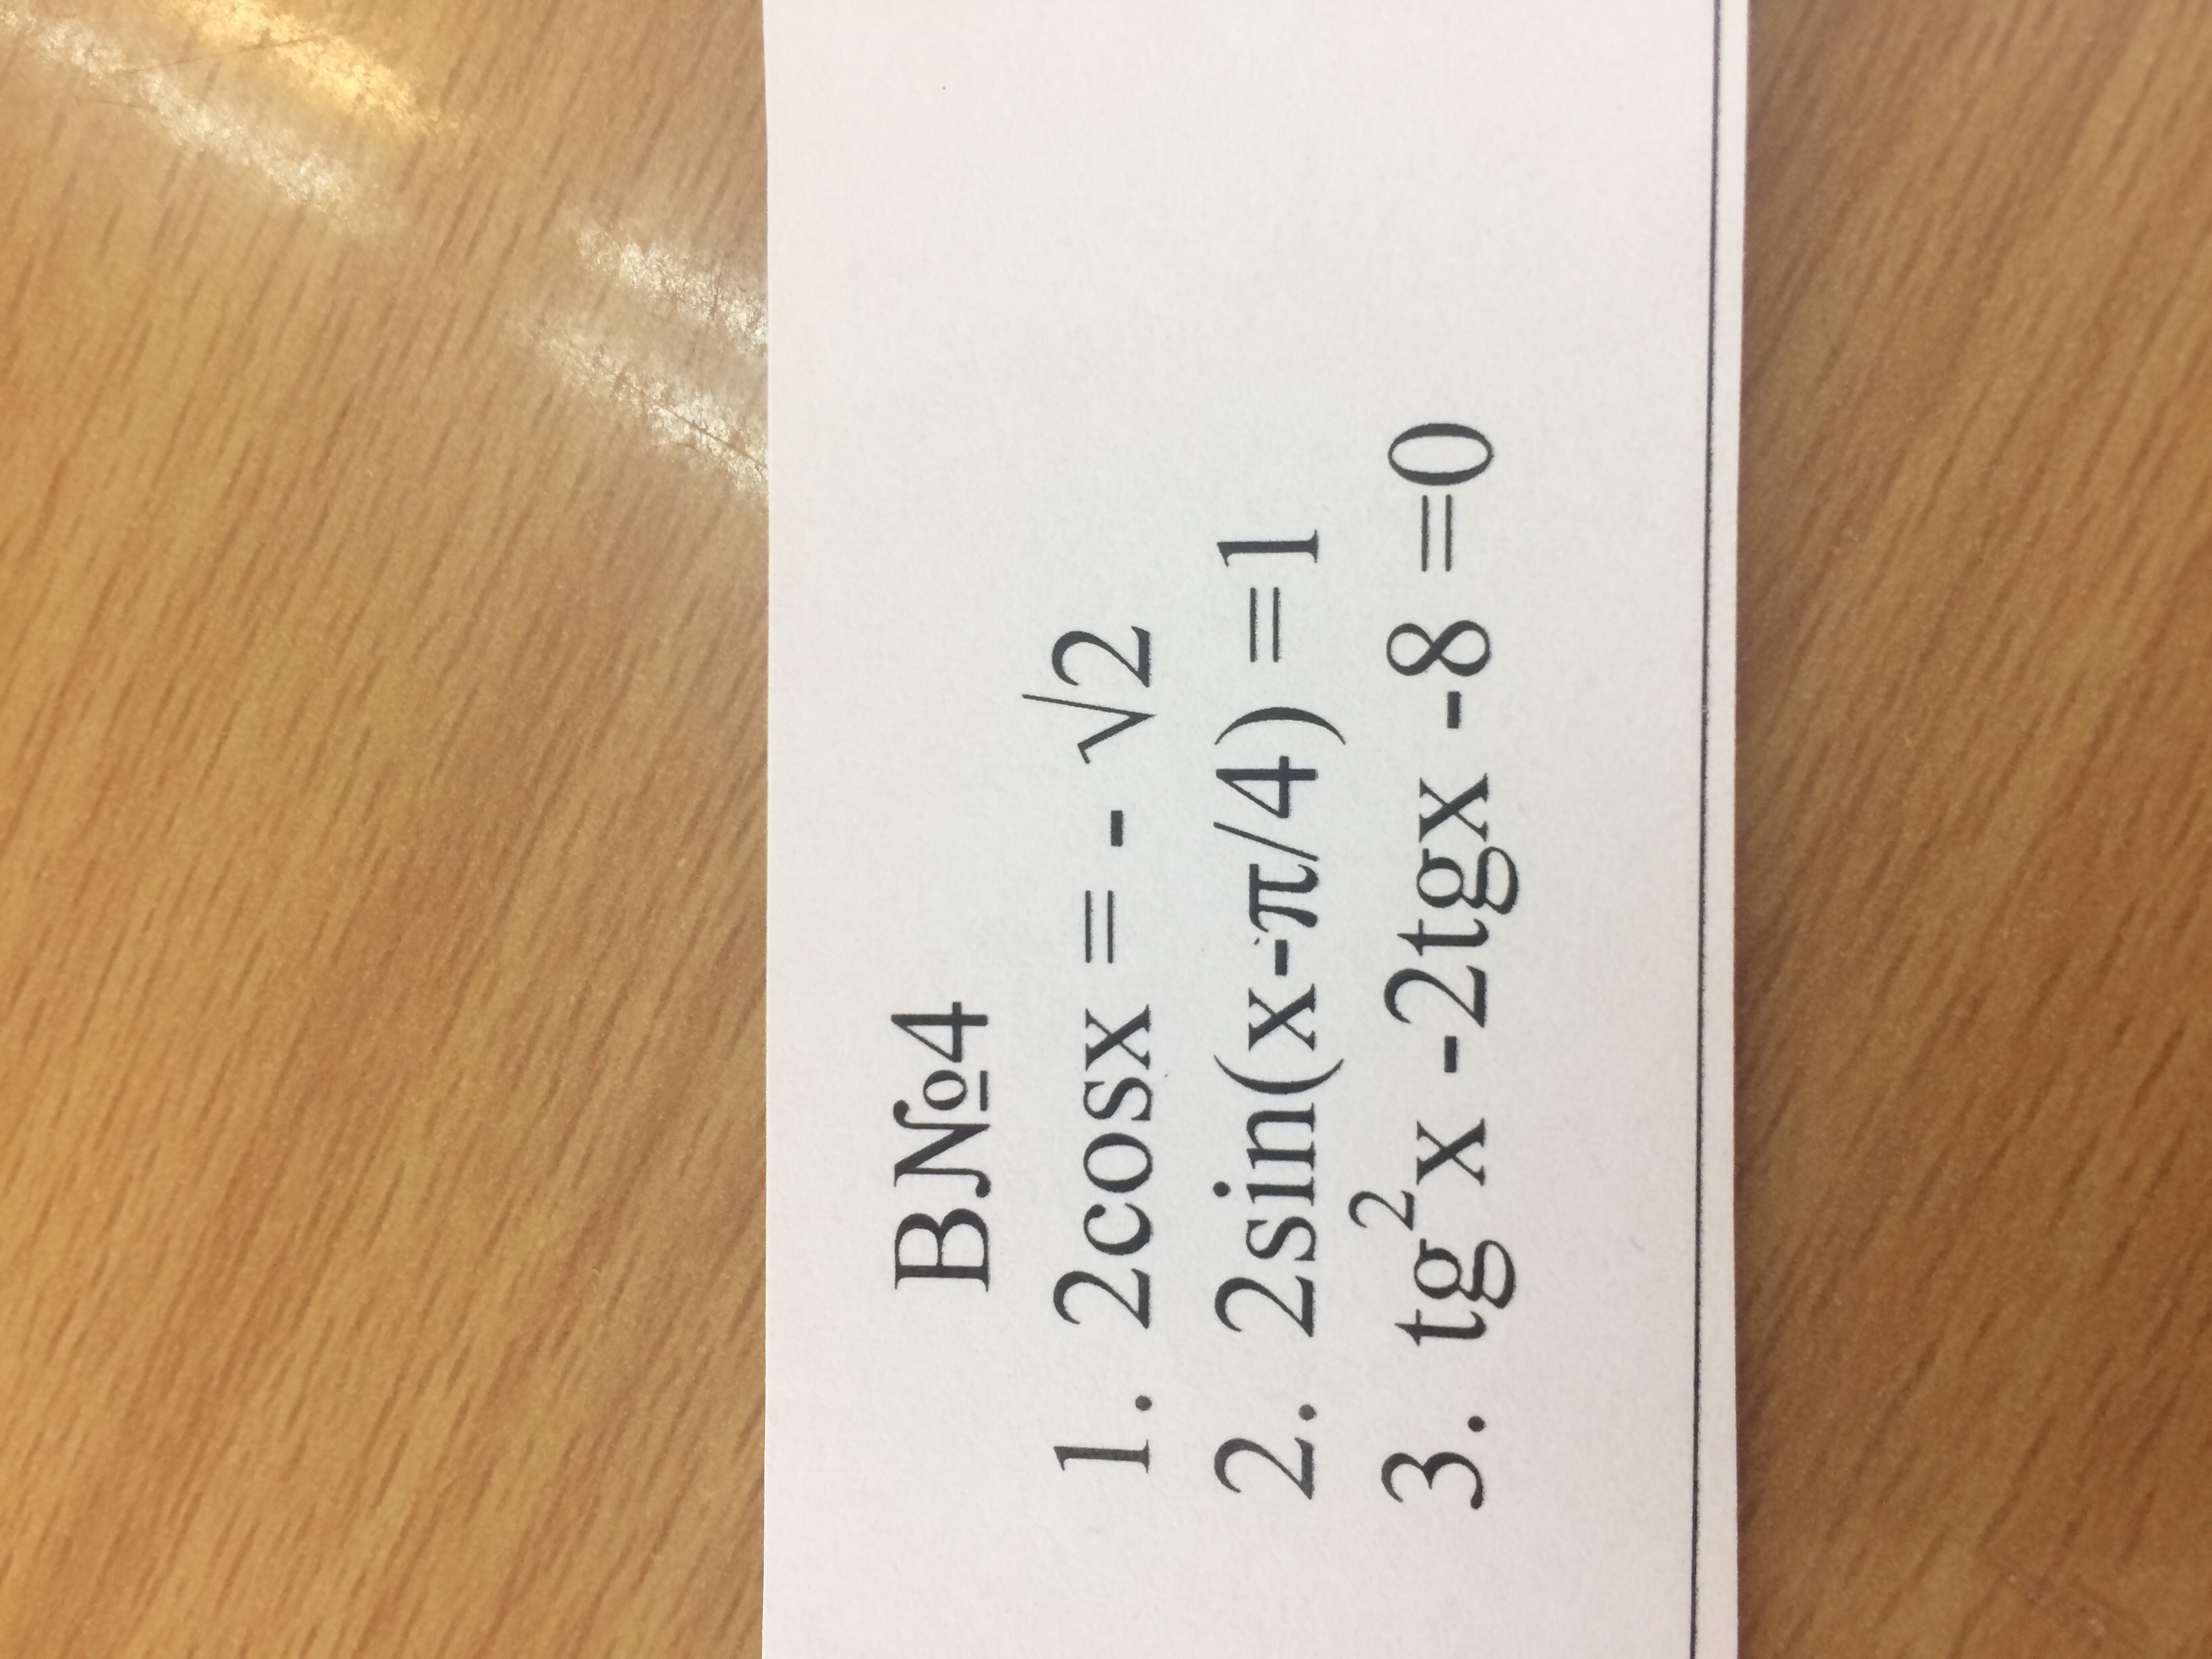 В№4
1. 2cosx = - √2
2. 2sin(x-π/4) =1
3. tg²x -2tgx -8 =0